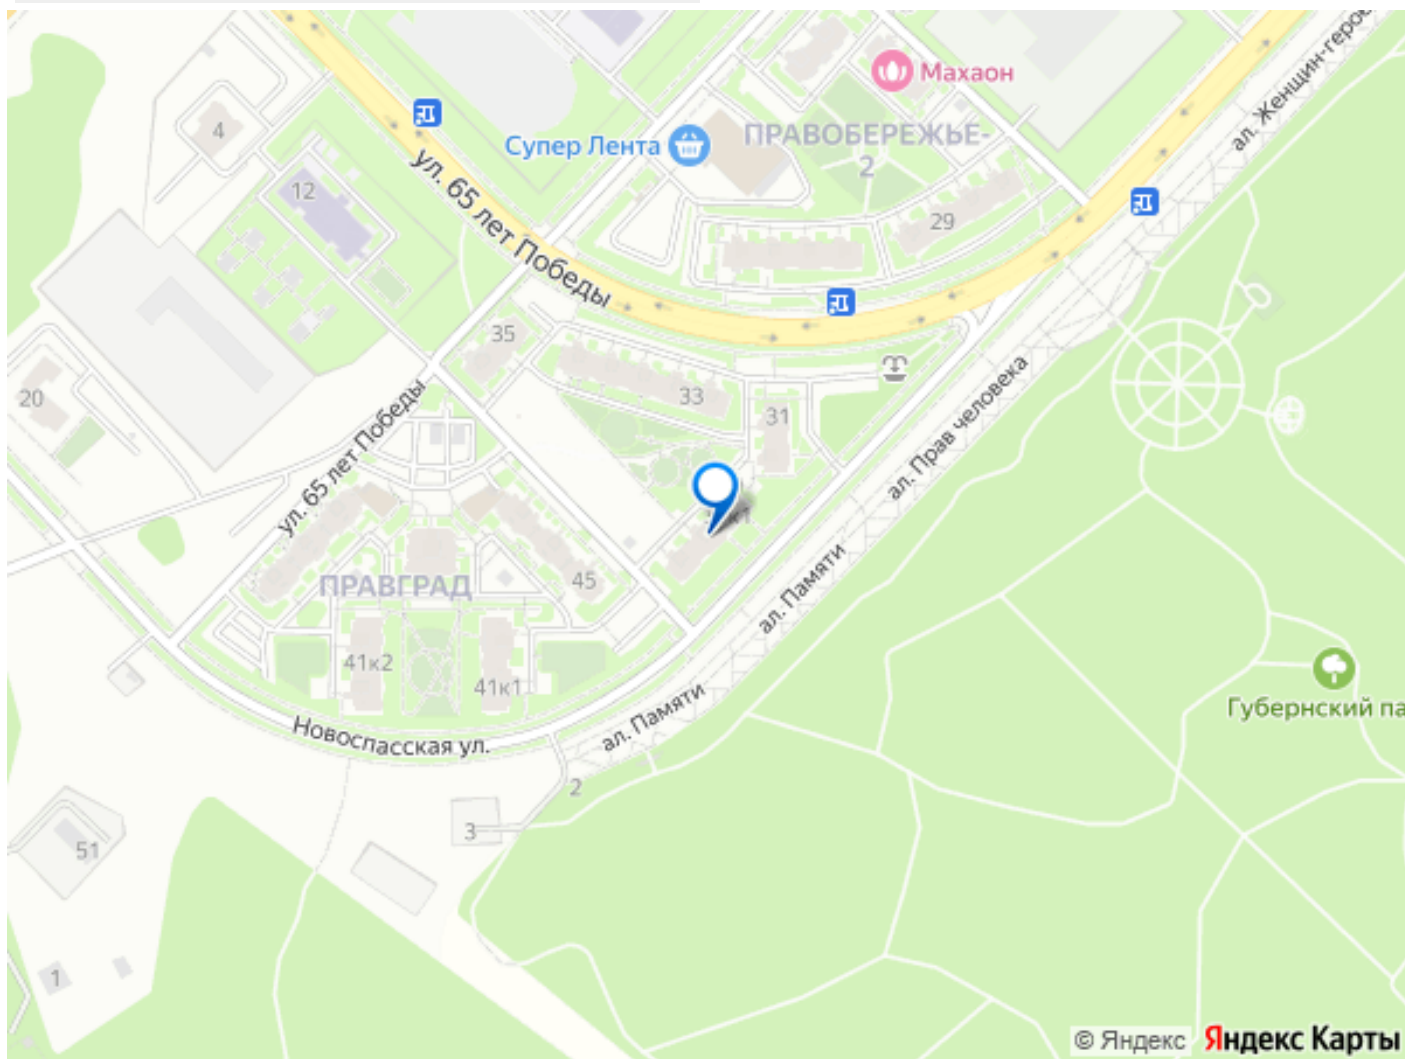 ал. Женщин-геро
Махаон
4
Супер Лента
ПРАВОБЕРЕЖЬЕ-
2
ул. 65 лет Победы
12
29
35
33
31
20
ал. Прав человека
ул. 65 лет Победы
к1
ПРАВГРАД
45
ал. Памяти
41к2
41к1
Губернский па
ал. Памяти
Новоспасская ул.
2
3
51
1
© Яндекс Яндекс Карты